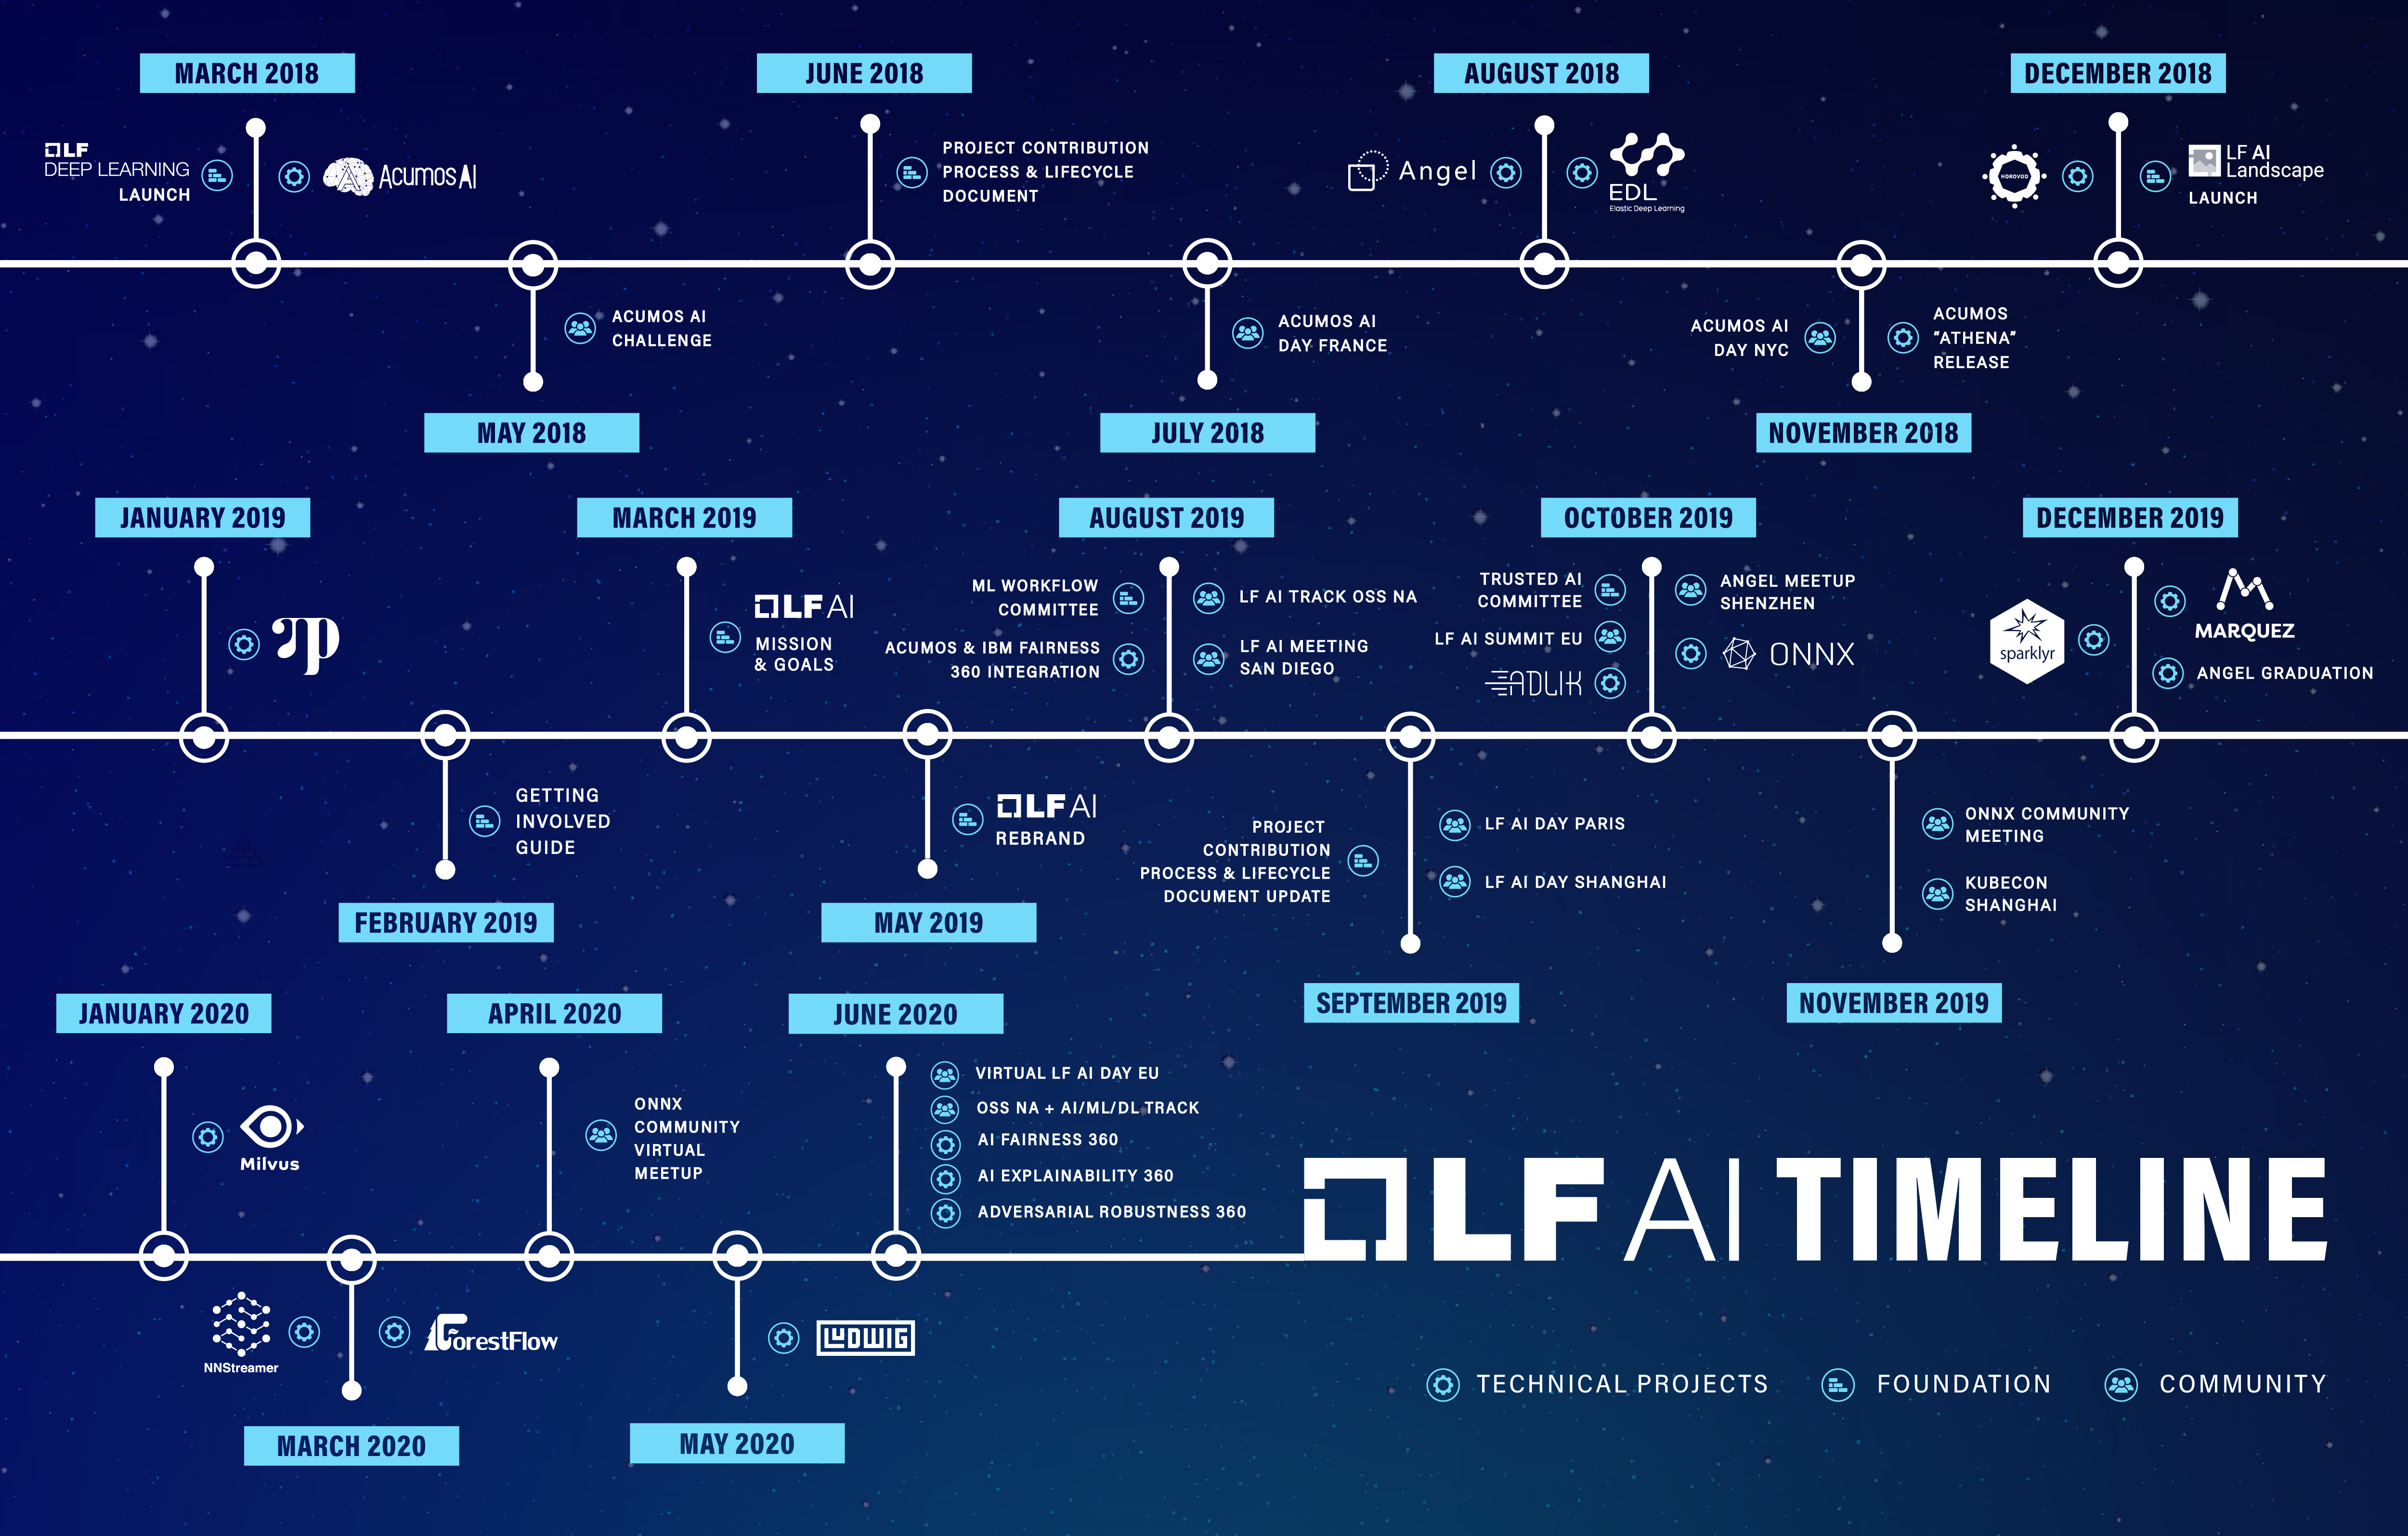 MARCH 2018
LF
DEEP LEARNING
LAUNCH
Acumos AI
JUNE 2018
PROJECT CONTRIBUTION
PROCESS & LIFECYCLE
DOCUMENT
AUGUST 2018
Angel
EDL
Elastic Deep Learning
DECEMBER 2018
HOROVOD
LF AI
Landscape
LAUNCH
ACUMOS AI
CHALLENGE
MAY 2018
ACUMOS AI
DAY FRANCE
JULY 2018
ACUMOS AI
DAY NYC
ACUMOS
“ATHENA”
RELEASE
NOVEMBER 2018
JANUARY 2019
MARCH 2019
LF AI
MISSION
& GOALS
AUGUST 2019
ML WORKFLOW
COMMITTEE
ACUMOS & IBM FAIRNESS
360 INTEGRATION
LF AI TRACK OSS NA
LF AI MEETING
SAN DIEGO
OCTOBER 2019
TRUSTED AI
COMMITTEE
LF AI SUMMIT EU
ADLIK
ANGEL MEETUP
SHENZHEN
ONNX
DECEMBER 2019
sparklyr
MARQUEZ
ANGEL GRADUATION
GETTING
INVOLVED
GUIDE
FEBRUARY 2019
LF AI
REBRAND
MAY 2019
PROJECT
CONTRIBUTION
PROCESS & LIFECYCLE
DOCUMENT UPDATE
LF AI DAY PARIS
LF AI DAY SHANGHAI
SEPTEMBER 2019
ONNX COMMUNITY
MEETING
KUBECON
SHANGHAI
NOVEMBER 2019
JANUARY 2020
Milvus
APRIL 2020
ONNX
COMMUNITY
VIRTUAL
MEETUP
JUNE 2020
VIRTUAL LF AI DAY EU
OSS NA + AI/ML/DL TRACK
AI FAIRNESS 360
AI EXPLAINABILITY 360
ADVERSARIAL ROBUSTNESS 360
NNStreamer
ForestFlow
MARCH 2020
LUDWIG
MAY 2020
LF AI TIMELINE
TECHNICAL PROJECTS
FOUNDATION
COMMUNITY